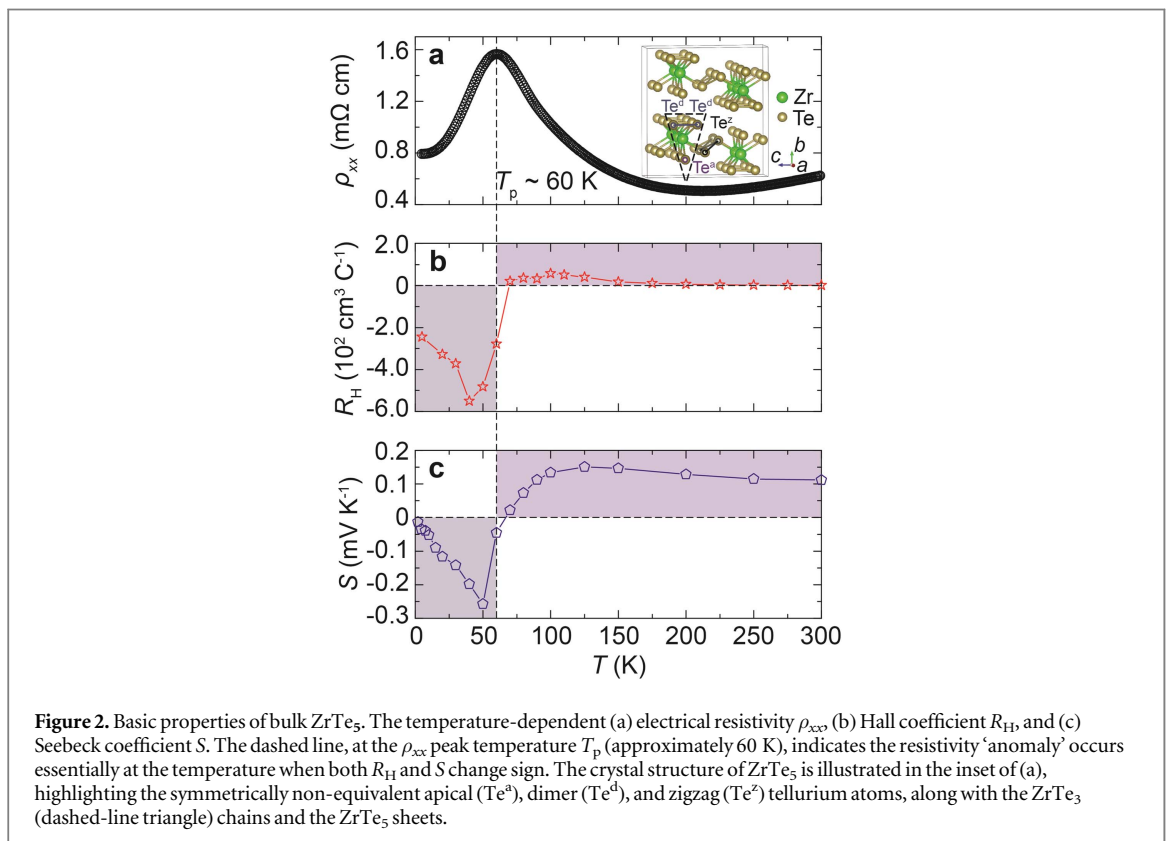 a
1.6
1.2
0.8
0.4
ρxx (mΩ cm)
Tp ~ 60 K
Teᵈ Teᵈ
Teᶻ
Teᵃ
Zr
Te
b
c
a
b
2.0
0
-2.0
-4.0
-6.0
RH (10² cm³ C⁻¹)
c
0.2
0.1
0
-0.1
-0.2
-0.3
S (mV K⁻¹)
0 50 100 150 200 250 300
T (K)
Figure 2. Basic properties of bulk ZrTe₅. The temperature-dependent (a) electrical resistivity ρxx, (b) Hall coefficient RH, and (c)
Seebeck coefficient S. The dashed line, at the ρxx peak temperature Tp (approximately 60 K), indicates the resistivity ‘anomaly’ occurs
essentially at the temperature when both RH and S change sign. The crystal structure of ZrTe₅ is illustrated in the inset of (a),
highlighting the symmetrically non-equivalent apical (Teᵃ), dimer (Teᵈ), and zigzag (Teᶻ) tellurium atoms, along with the ZrTe₃
(dashed-line triangle) chains and the ZrTe₅ sheets.